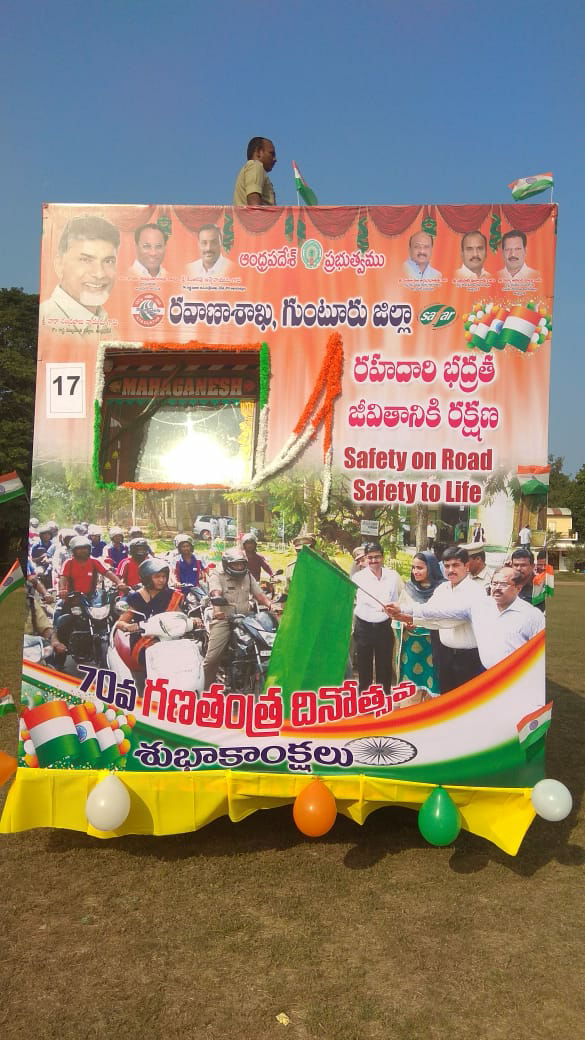 ఆంధ్రప్రదేశ్ ప్రభుత్వము
రవాణాశాఖ, గుంటూరు జిల్లా
safar
17
MAHAGANESH
రహదారి భద్రత
జీవితానికి రక్షణ
Safety on Road
Safety to Life
70వ గణతంత్ర దినోత్సవ
శుభాకాంక్షలు